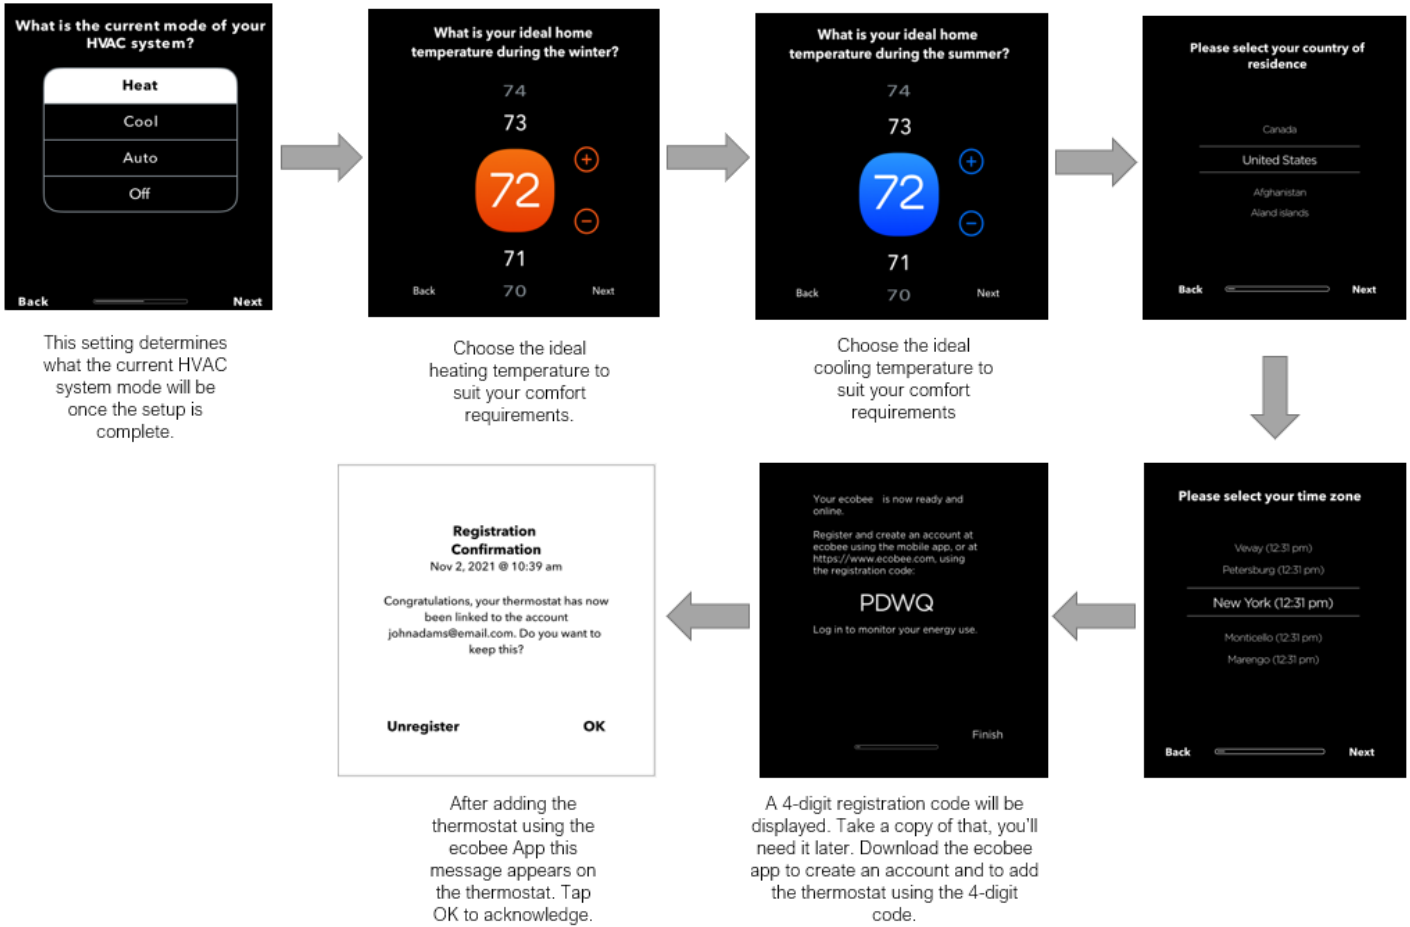 What is the current mode of your
HVAC system?
Heat
Cool
Auto
Off
Back
Next
This setting determines
what the current HVAC
system mode will be
once the setup is
complete.
What is your ideal home
temperature during the winter?
74
73
72
71
70
Back
Next
Choose the ideal
heating temperature to
suit your comfort
requirements.
What is your ideal home
temperature during the summer?
74
73
72
71
70
Back
Next
Choose the ideal
cooling temperature to
suit your comfort
requirements
Please select your country of
residence
Canada
United States
Afghanistan
Aland islands
Back
Next
Please select your time zone
Vevay (12:31 pm)
Petersburg (12:31 pm)
New York (12:31 pm)
Monticello (12:31 pm)
Marengo (12:31 pm)
Back
Next
Your ecobee is now ready and
online.
Register and create an account at
ecobee using the mobile app, or at
https://www.ecobee.com, using
the registration code:
PDWQ
Log in to monitor your energy use.
Finish
A 4-digit registration code will be
displayed. Take a copy of that, you'll
need it later. Download the ecobee
app to create an account and to add
the thermostat using the 4-digit
code.
Registration
Confirmation
Nov 2, 2021 @ 10:39 am
Congratulations, your thermostat has now
been linked to the account
johnadams@email.com. Do you want to
keep this?
Unregister
OK
After adding the
thermostat using the
ecobee App this
message appears on
the thermostat. Tap
OK to acknowledge.